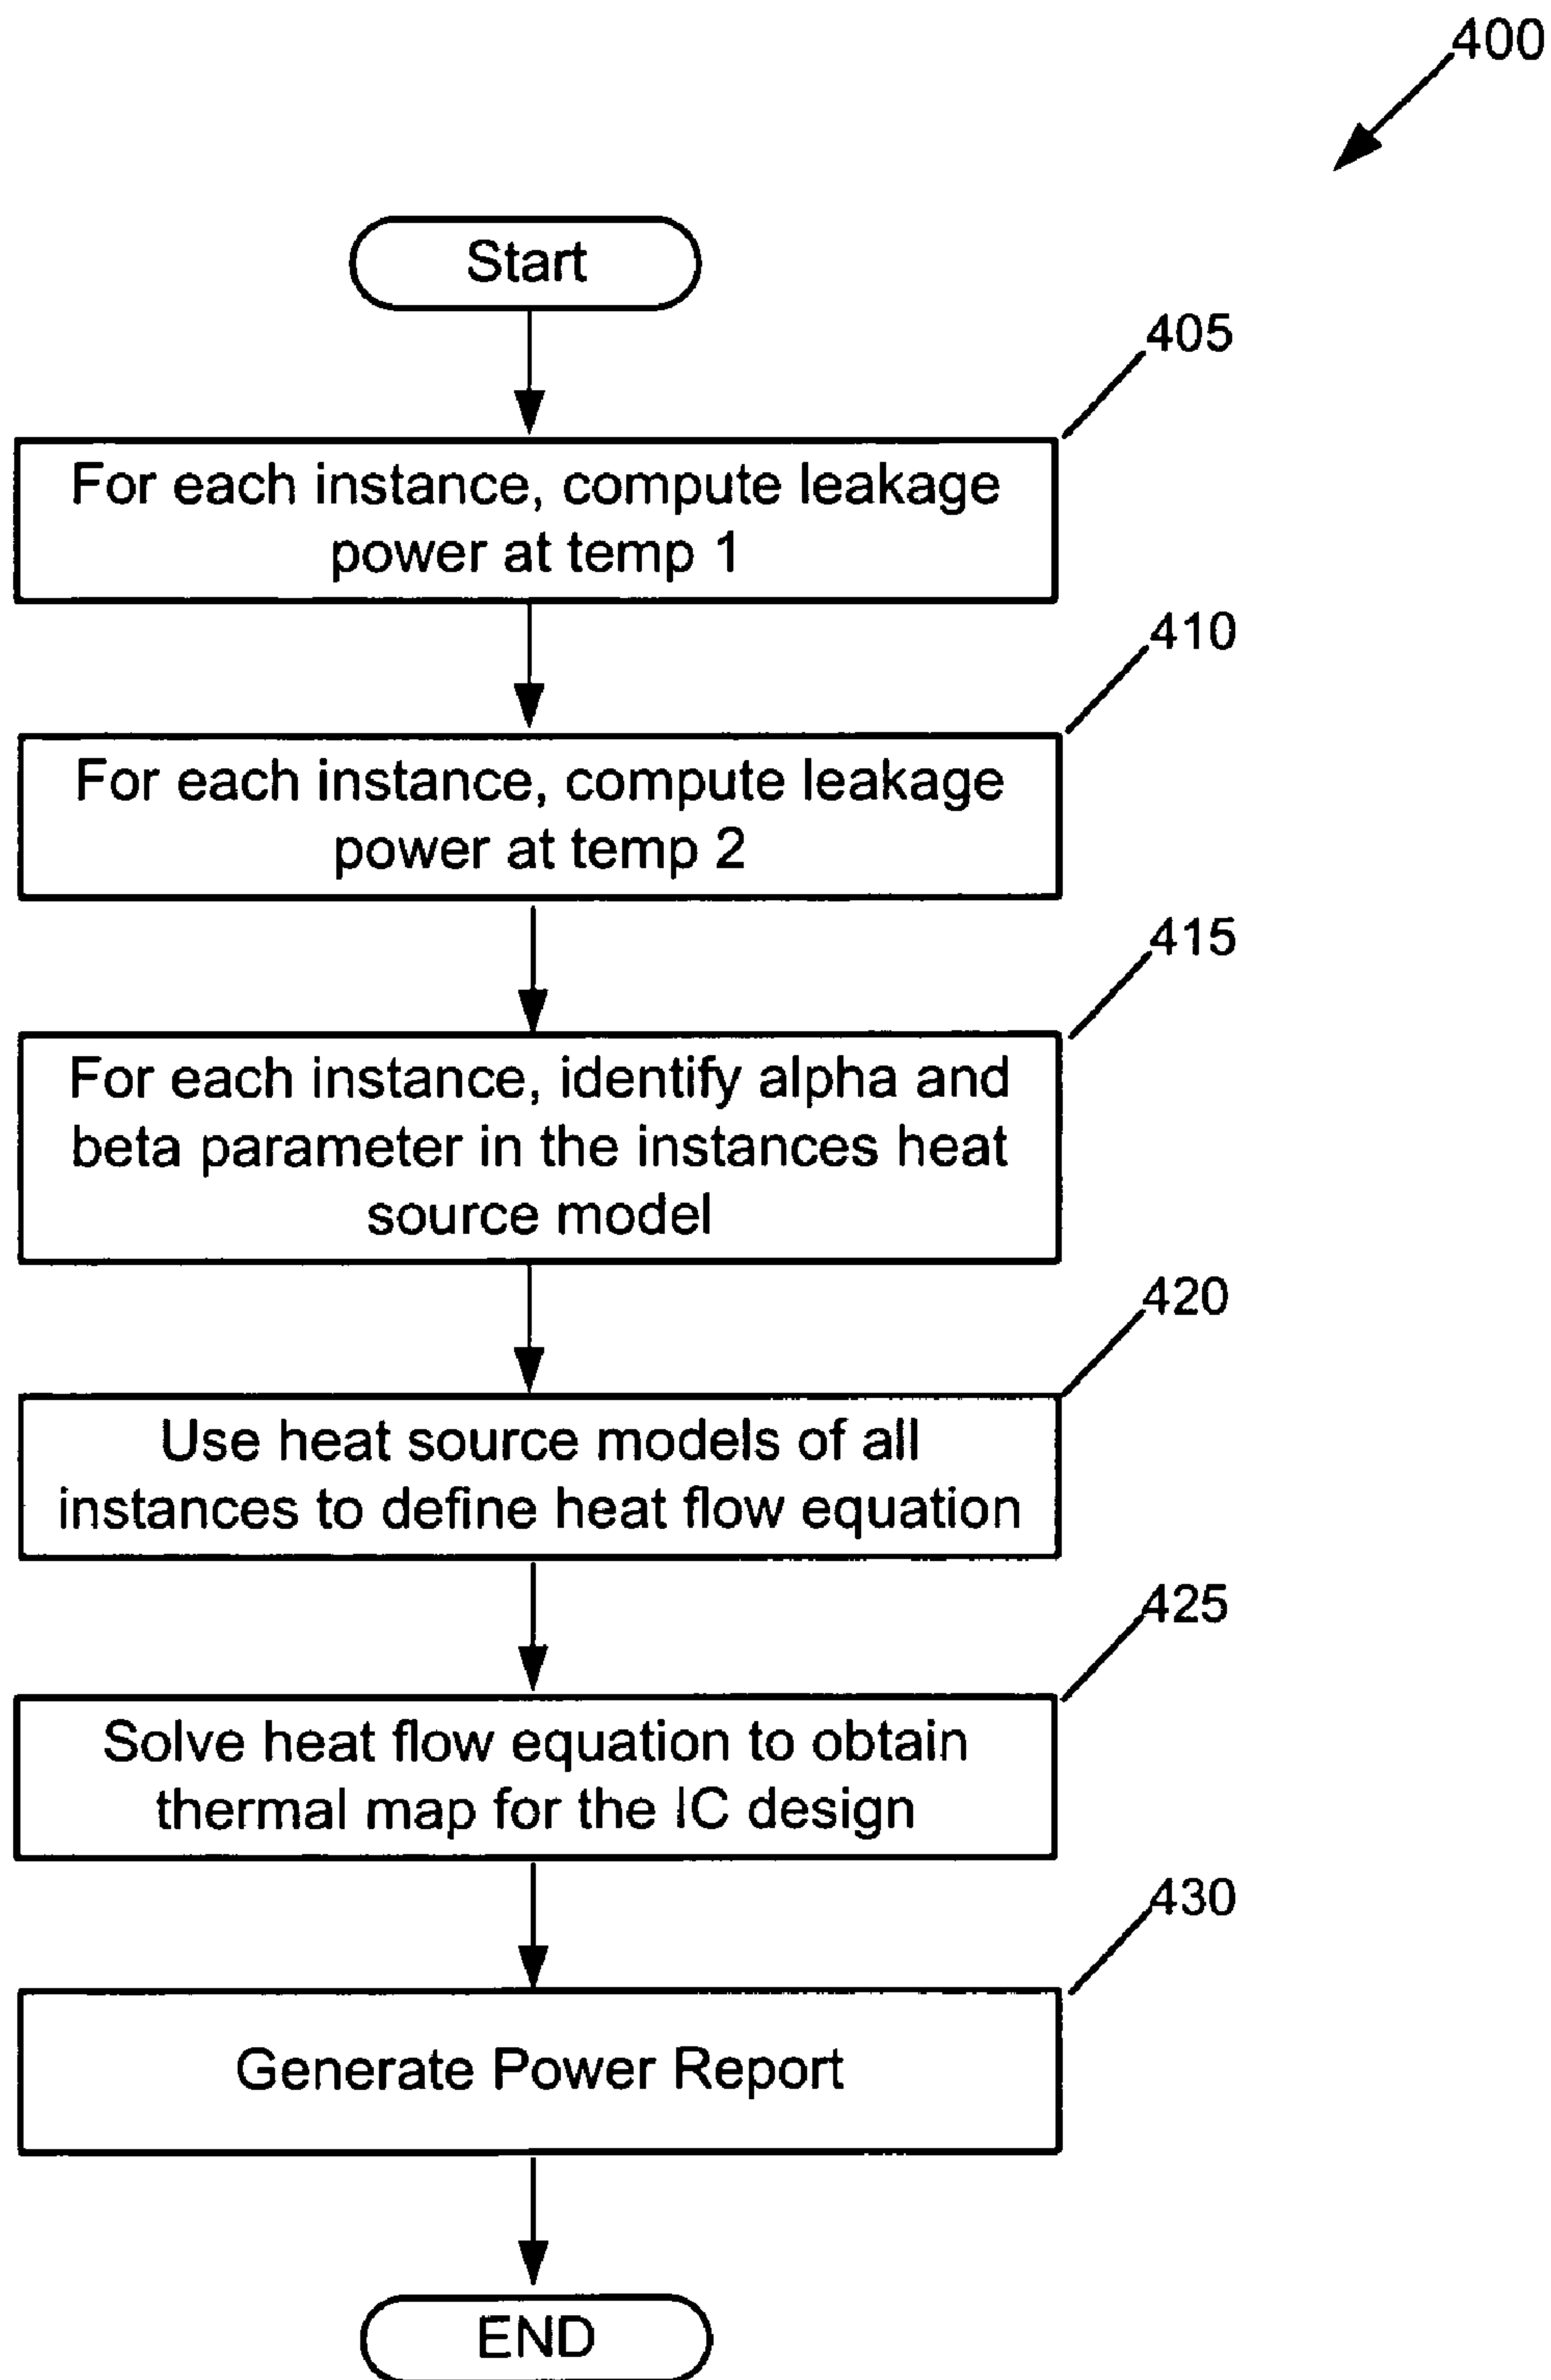 400
Start
405
For each instance, compute leakage
power at temp 1
410
For each instance, compute leakage
power at temp 2
415
For each instance, identify alpha and
beta parameter in the instances heat
source model
420
Use heat source models of all
instances to define heat flow equation
425
Solve heat flow equation to obtain
thermal map for the IC design
430
Generate Power Report
END